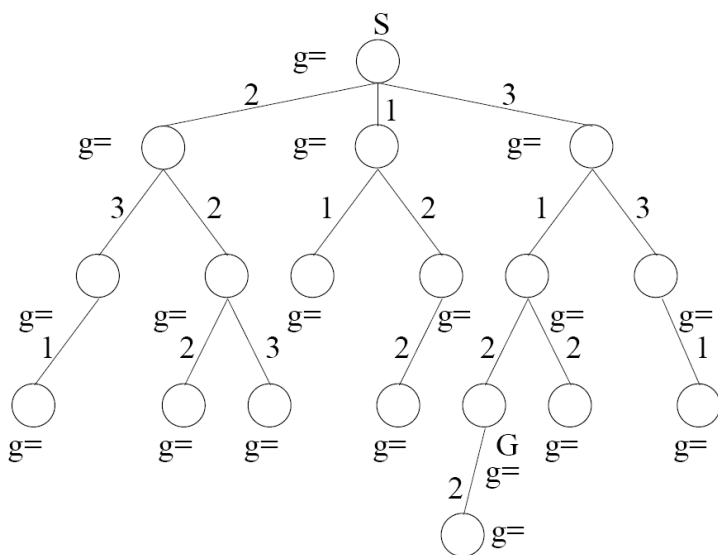 S
g=
2 1 3
g= g= g=
3 2 1 2 1 3
g= g= g= g= g= g=
1 2 3 2 2 2 1
g= g= g= G g= g=
g=
2
g=